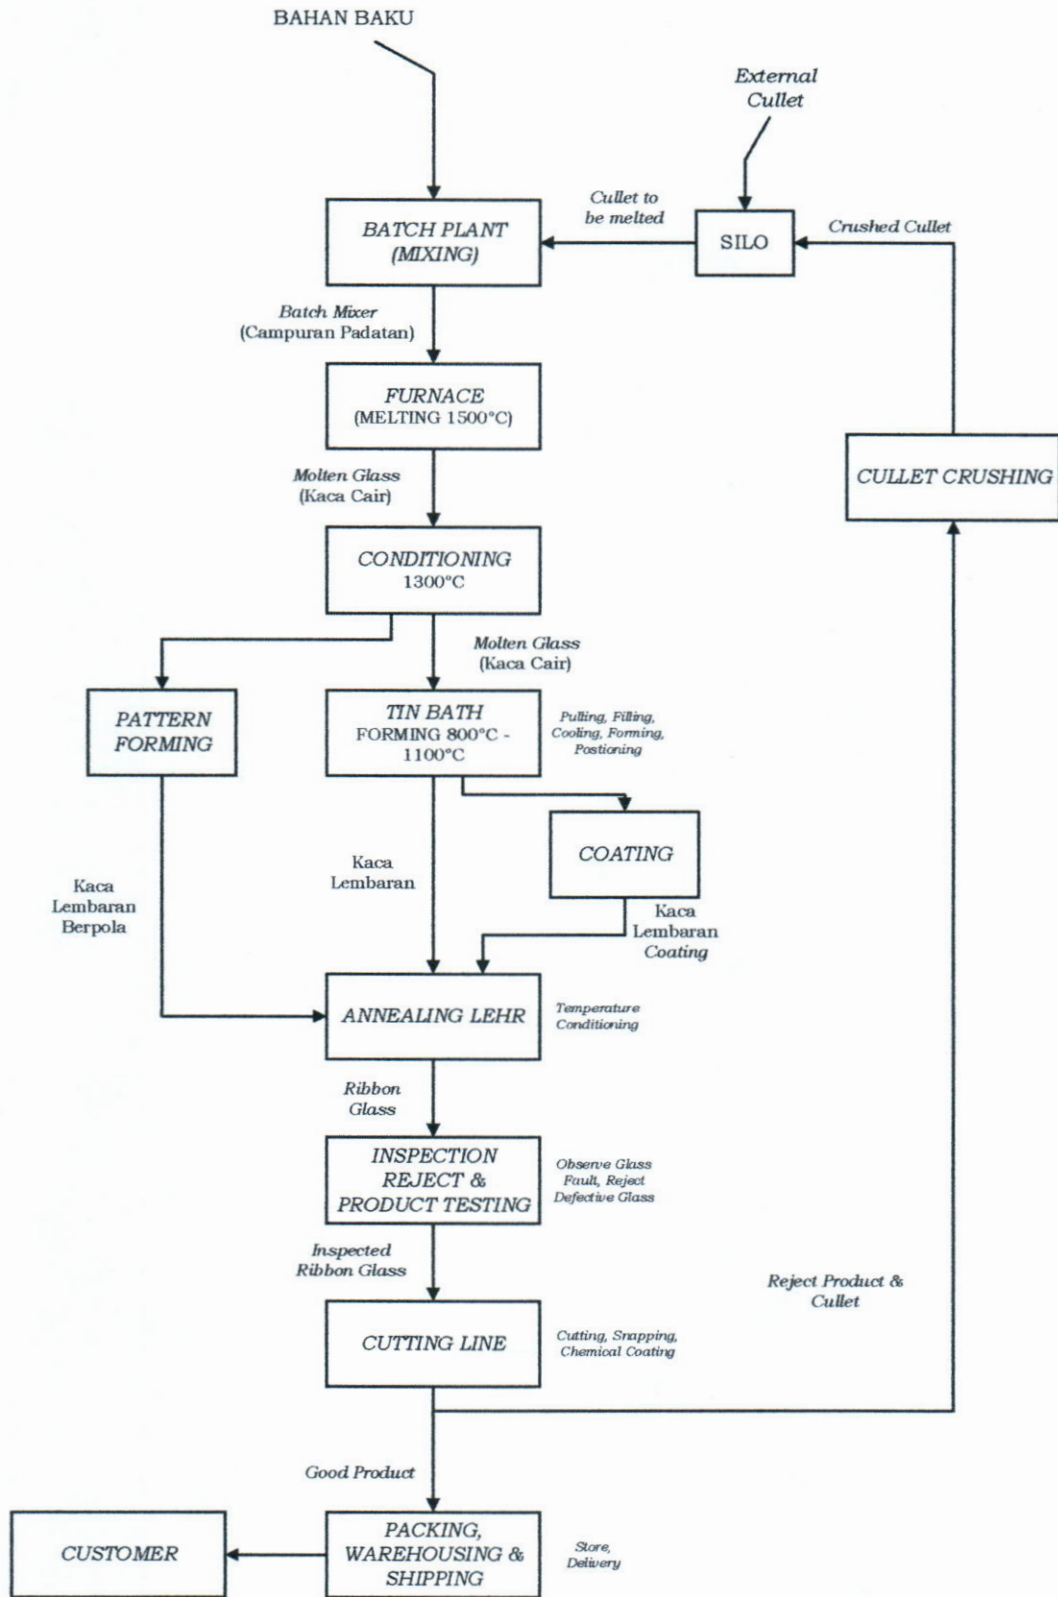 BAHAN BAKU
External
Cullet
Cullet to
be melted
BATCH PLANT
(MIXING)
SILO
Crushed Cullet
Batch Mixer
(Campuran Padatan)
FURNACE
(MELTING 1500°C)
CULLET CRUSHING
Molten Glass
(Kaca Cair)
CONDITIONING
1300°C
Molten Glass
(Kaca Cair)
PATTERN
FORMING
TIN BATH
FORMING 800°C -
1100°C
Pulling, Filling,
Cooling, Forming,
Postioning
COATING
Kaca
Lembaran
Kaca
Lembaran
Berpola
Kaca
Lembaran
Coating
ANNEALING LEHR
Temperature
Conditioning
Ribbon
Glass
INSPECTION
REJECT &
PRODUCT TESTING
Observe Glass
Fault, Reject
Defective Glass
Inspected
Ribbon Glass
Reject Product &
Cullet
CUTTING LINE
Cutting, Snapping,
Chemical Coating
Good Product
CUSTOMER
PACKING,
WAREHOUSING &
SHIPPING
Store,
Delivery